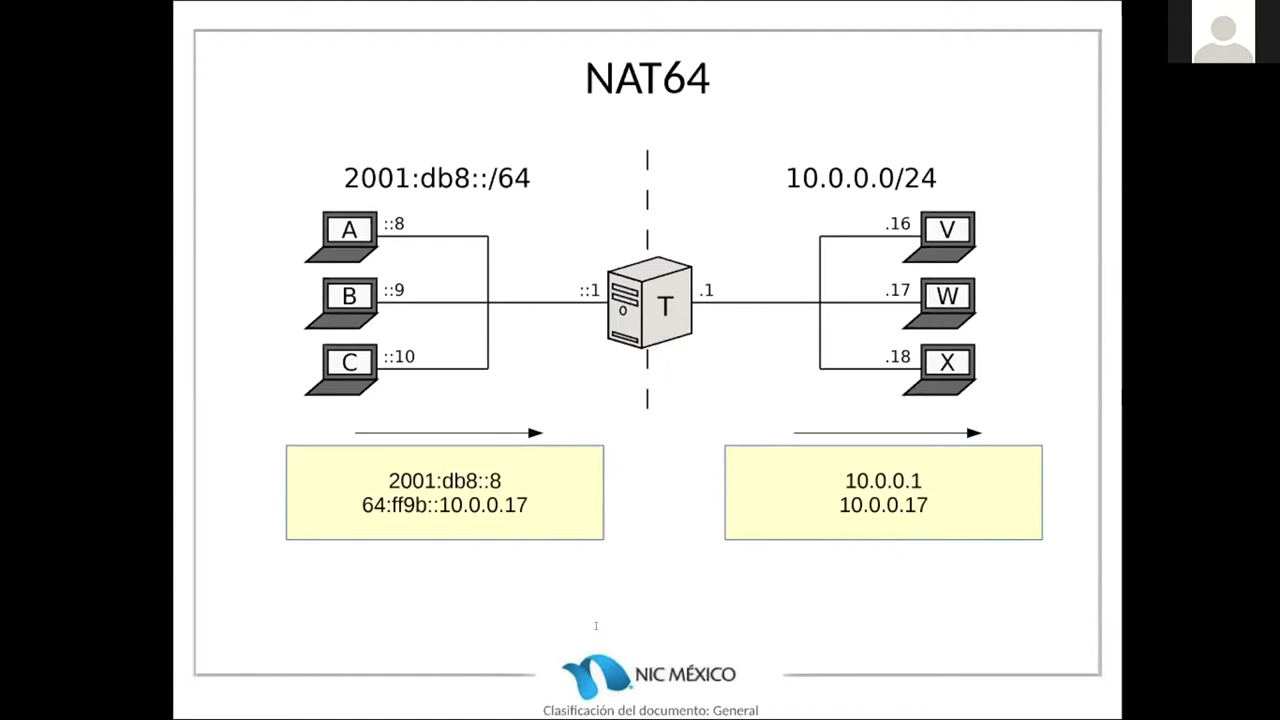 NAT64
2001:db8::/64
10.0.0.0/24
A
::8
.16
V
B
::9
::1
T
.1
.17
W
C
::10
.18
X
2001:db8::8
64:ff9b::10.0.0.17
10.0.0.1
10.0.0.17
NIC MÉXICO
Clasificación del documento: General